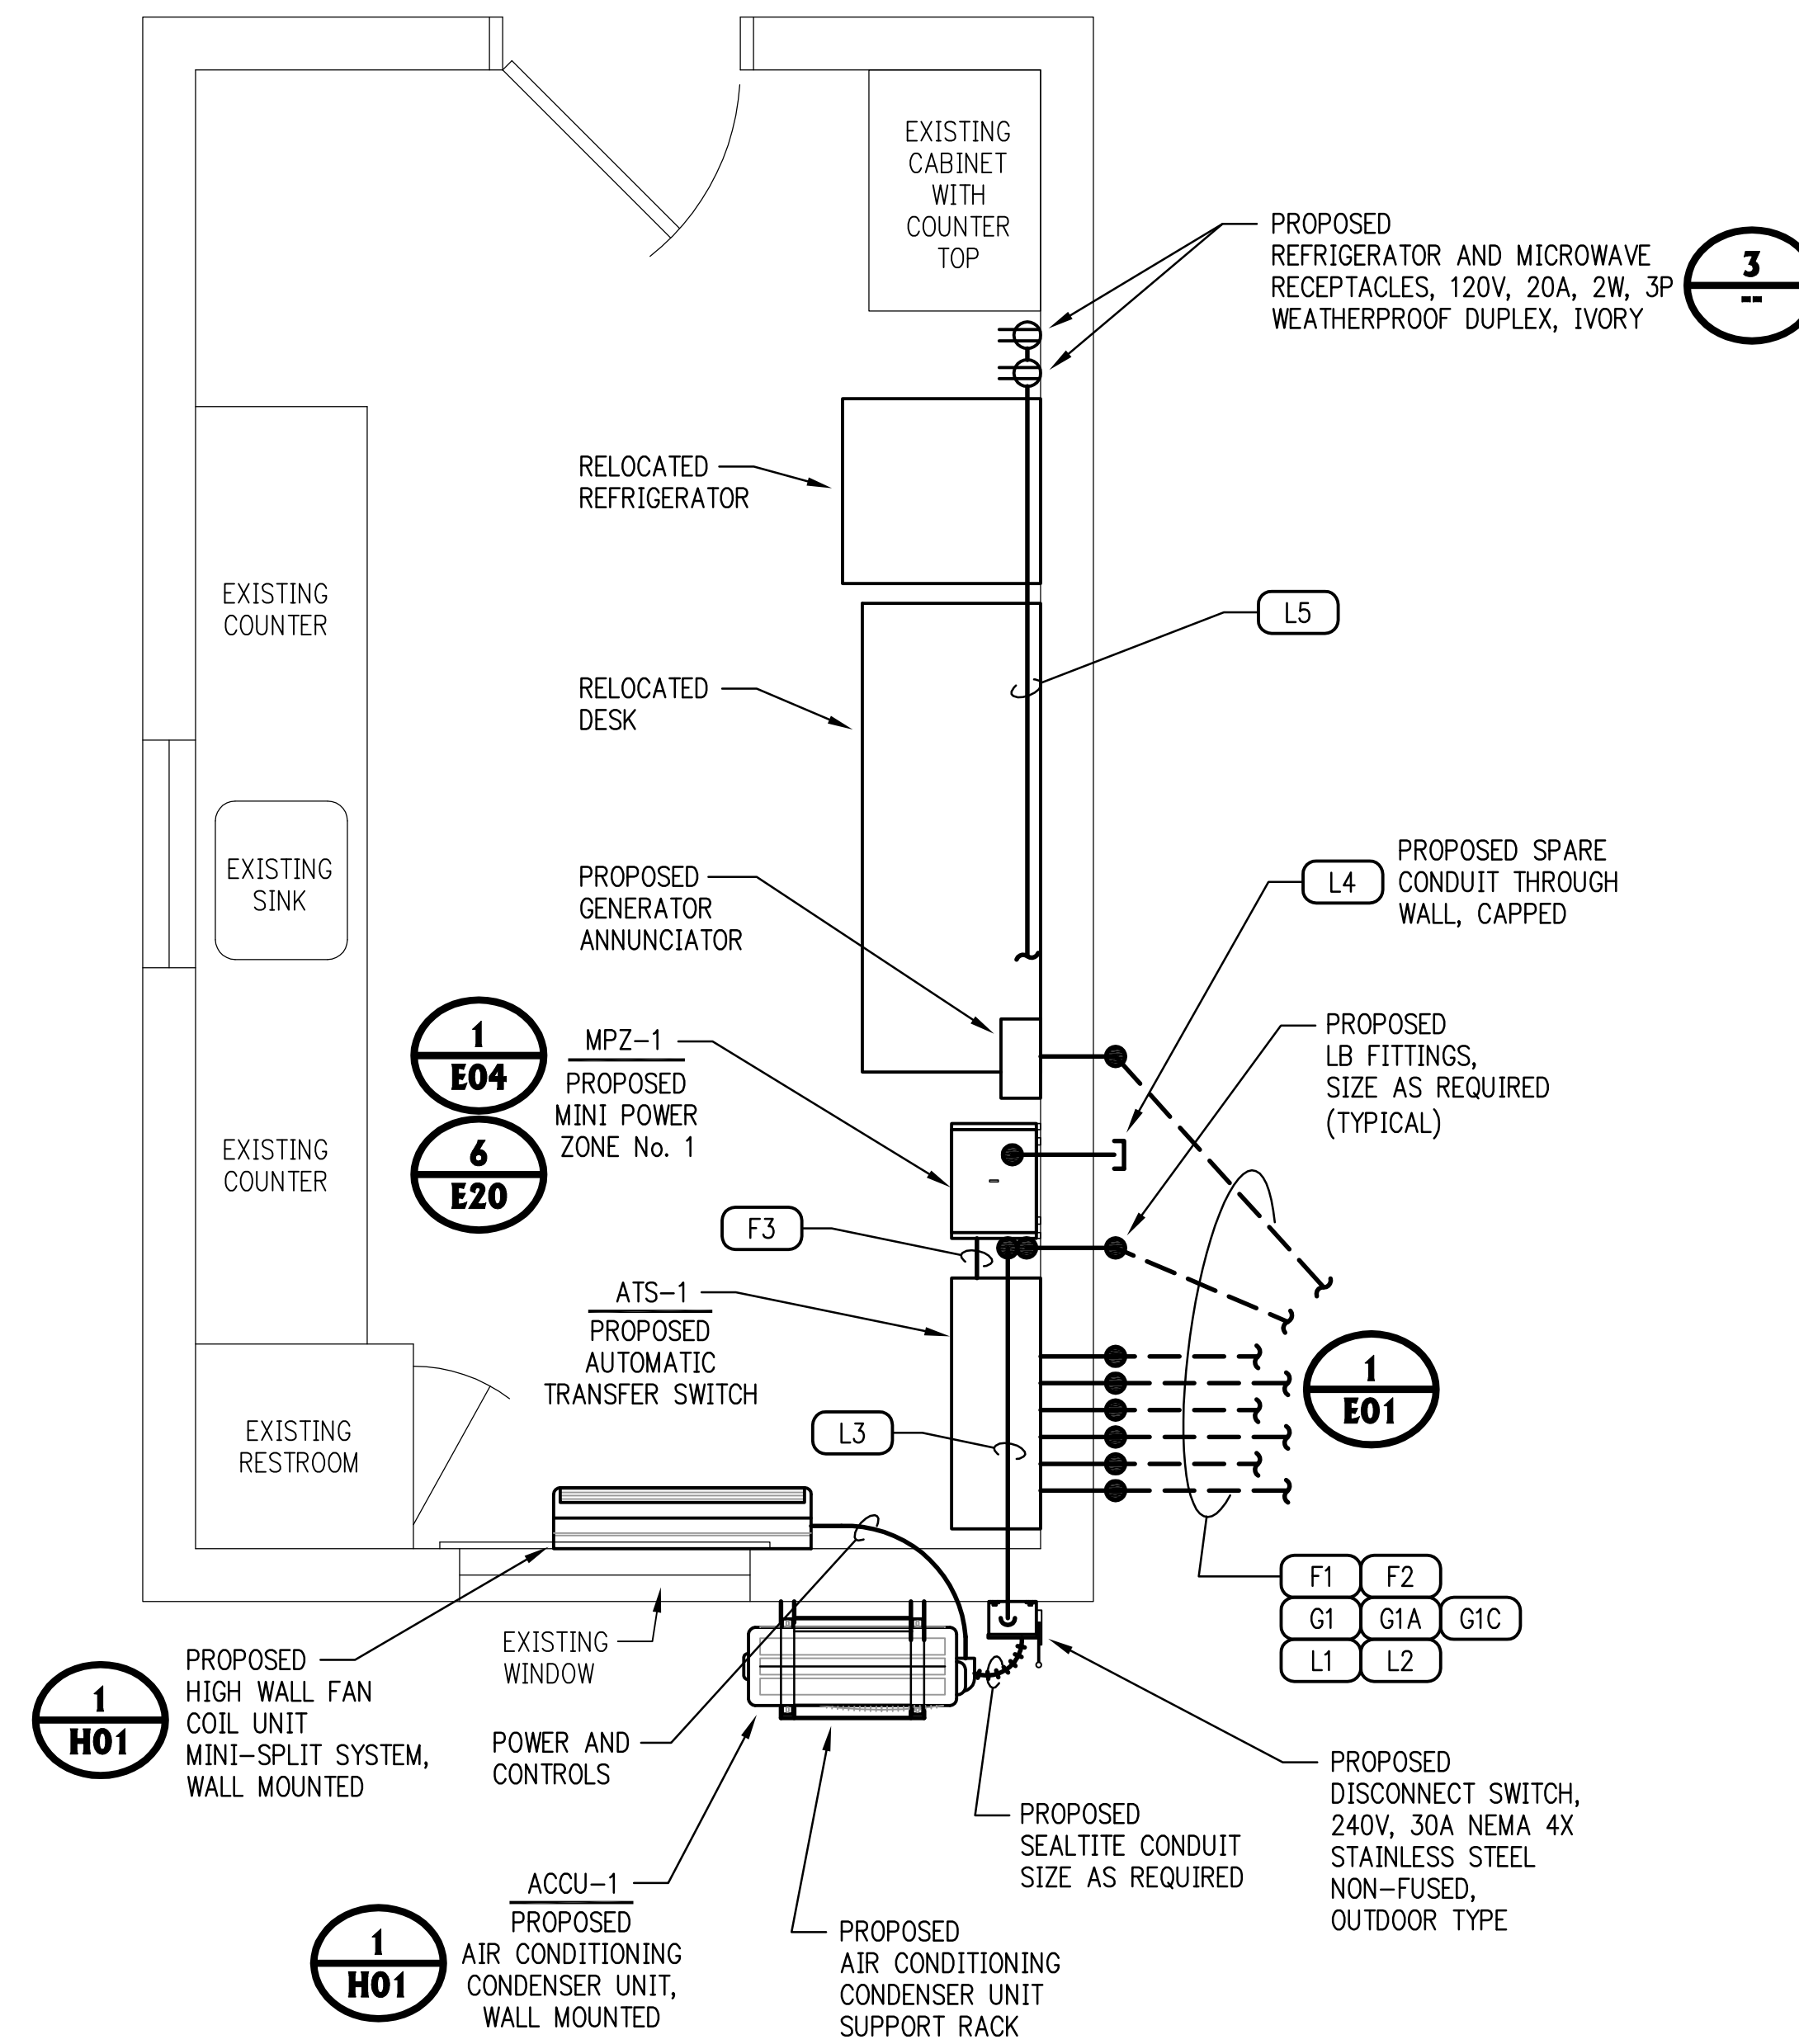 EXISTING
CABINET
WITH
COUNTER
TOP
PROPOSED
REFRIGERATOR AND MICROWAVE
RECEPTACLES, 120V, 20A, 2W, 3P
WEATHERPROOF DUPLEX, IVORY
3
--
RELOCATED
REFRIGERATOR
EXISTING
COUNTER
L5
RELOCATED
DESK
EXISTING
SINK
PROPOSED
GENERATOR
ANNUNCIATOR
L4
PROPOSED SPARE
CONDUIT THROUGH
WALL, CAPPED
1
E04
6
E20
MPZ-1
PROPOSED
MINI POWER
ZONE No. 1
PROPOSED
LB FITTINGS,
SIZE AS REQUIRED
(TYPICAL)
EXISTING
COUNTER
F3
ATS-1
PROPOSED
AUTOMATIC
TRANSFER SWITCH
1
E01
EXISTING
RESTROOM
L3
F1 F2
G1 G1A G1C
L1 L2
EXISTING
WINDOW
1
H01
PROPOSED
HIGH WALL FAN
COIL UNIT
MINI-SPLIT SYSTEM,
WALL MOUNTED
POWER AND
CONTROLS
PROPOSED
DISCONNECT SWITCH,
240V, 30A NEMA 4X
STAINLESS STEEL
NON-FUSED,
OUTDOOR TYPE
PROPOSED
SEALTITE CONDUIT
SIZE AS REQUIRED
1
H01
ACCU-1
PROPOSED
AIR CONDITIONING
CONDENSER UNIT,
WALL MOUNTED
PROPOSED
AIR CONDITIONING
CONDENSER UNIT
SUPPORT RACK